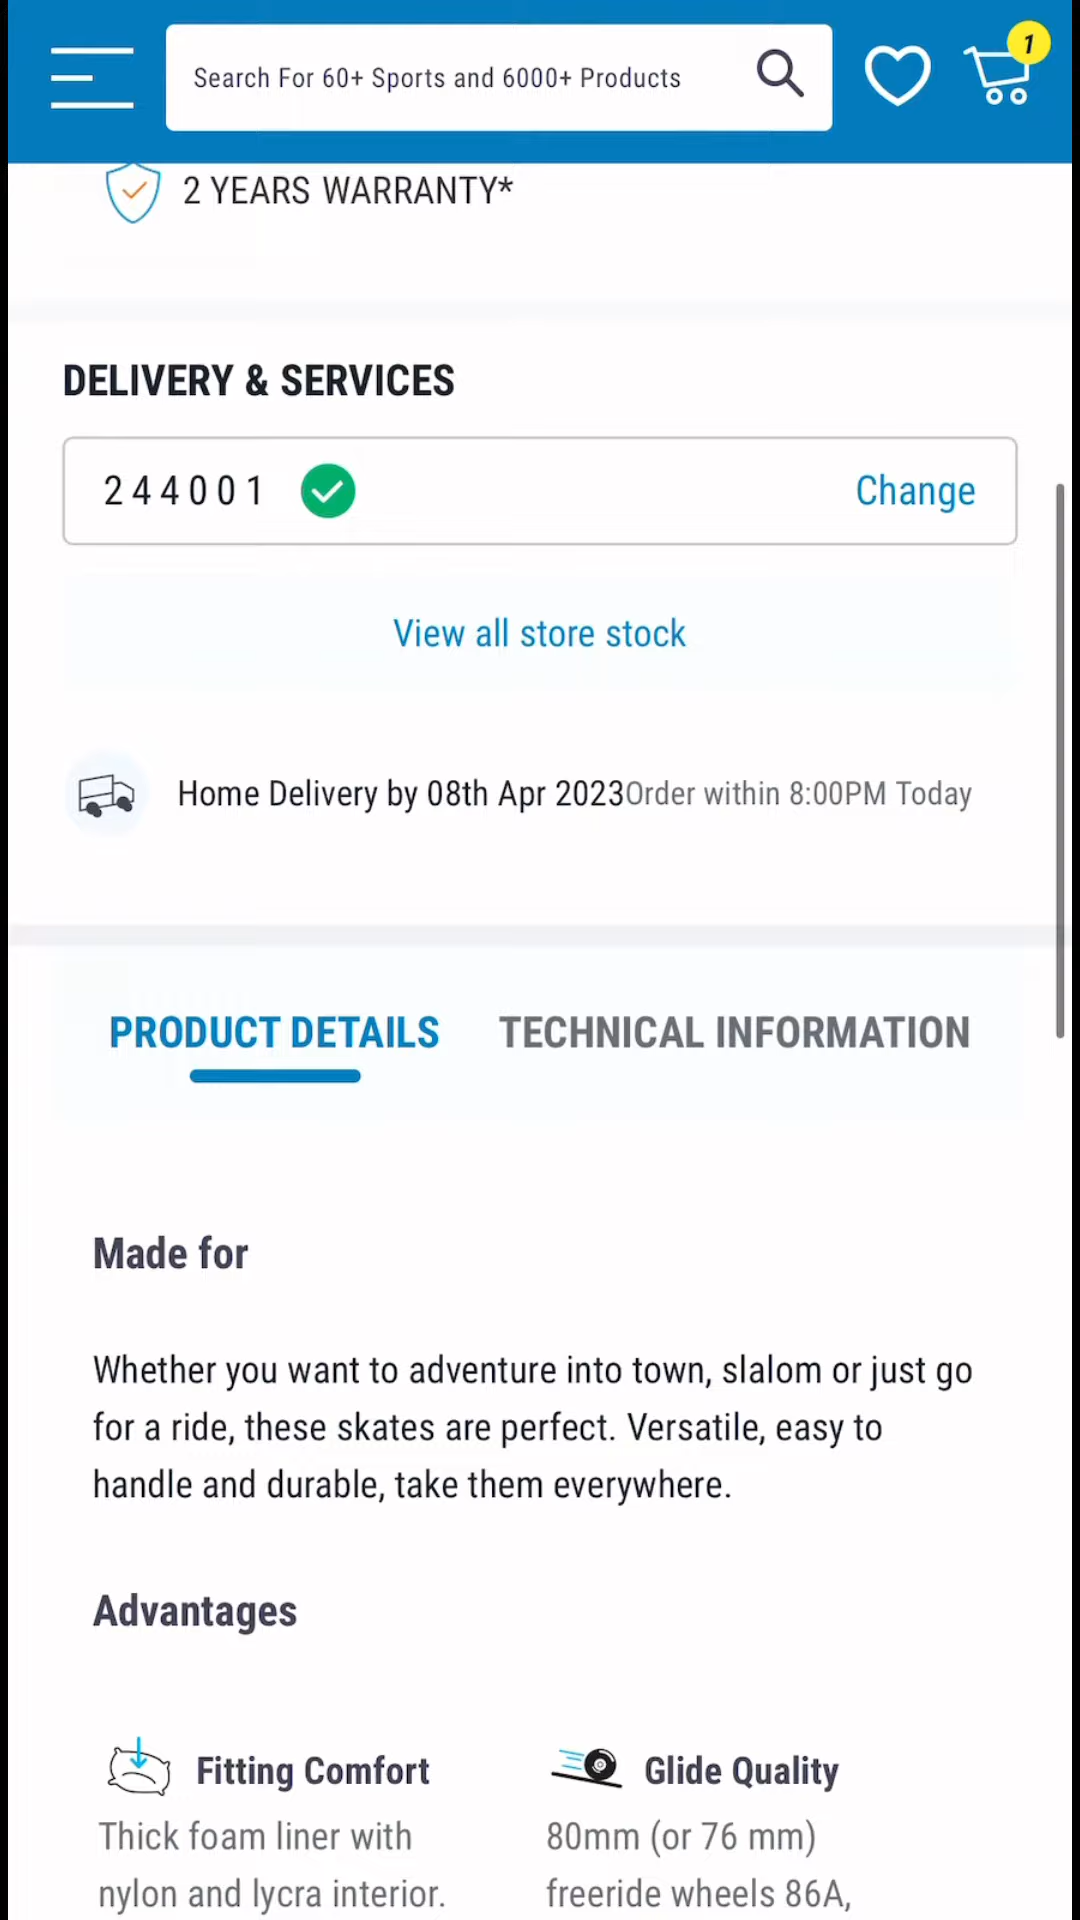 Search For 60+ Sports and 6000+ Products
1
2 YEARS WARRANTY*
DELIVERY & SERVICES
244001
Change
View all store stock
Home Delivery by 08th Apr 2023Order within 8:00PM Today
PRODUCT DETAILS
TECHNICAL INFORMATION
Made for
Whether you want to adventure into town, slalom or just go
for a ride, these skates are perfect. Versatile, easy to
handle and durable, take them everywhere.
Advantages
Fitting Comfort
Thick foam liner with
nylon and lycra interior.
Glide Quality
80mm (or 76 mm)
freeride wheels 86A,